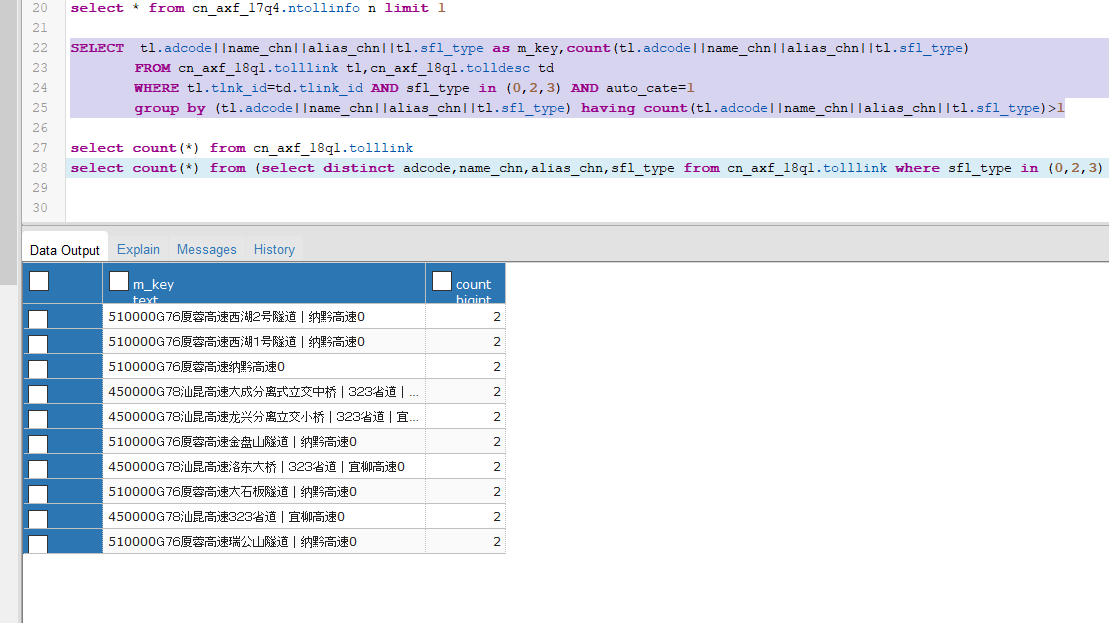 20 select * from cn_axf_17q4.ntollinfo n limit 1
21
22 SELECT tl.adcode||name_chn||alias_chn||tl.sfl_type as m_key,count(tl.adcode||name_chn||alias_chn||tl.sfl_type)
23 FROM cn_axf_18q1.tolllink tl,cn_axf_18q1.tolldesc td
24 WHERE tl.tlnk_id=td.tlink_id AND sfl_type in (0,2,3) AND auto_cate=1
25 group by (tl.adcode||name_chn||alias_chn||tl.sfl_type) having count(tl.adcode||name_chn||alias_chn||tl.sfl_type)>1
26
27 select count(*) from cn_axf_18q1.tolllink
28 select count(*) from (select distinct adcode,name_chn,alias_chn,sfl_type from cn_axf_18q1.tolllink where sfl_type in (0,2,3)
29
30
Data Output Explain Messages History
m_key count
text bigint
510000G76厦蓉高速西湖2号隧道|纳黔高速0 2
510000G76厦蓉高速西湖1号隧道|纳黔高速0 2
510000G76厦蓉高速纳黔高速0 2
450000G78汕昆高速大成分离式立交中桥|323省道|... 2
450000G78汕昆高速龙兴分离立交小桥|323省道|宜... 2
510000G76厦蓉高速金盘山隧道|纳黔高速0 2
450000G78汕昆高速洛东大桥|323省道|宜柳高速0 2
510000G76厦蓉高速大石板隧道|纳黔高速0 2
450000G78汕昆高速323省道|宜柳高速0 2
510000G76厦蓉高速瑞公山隧道|纳黔高速0 2